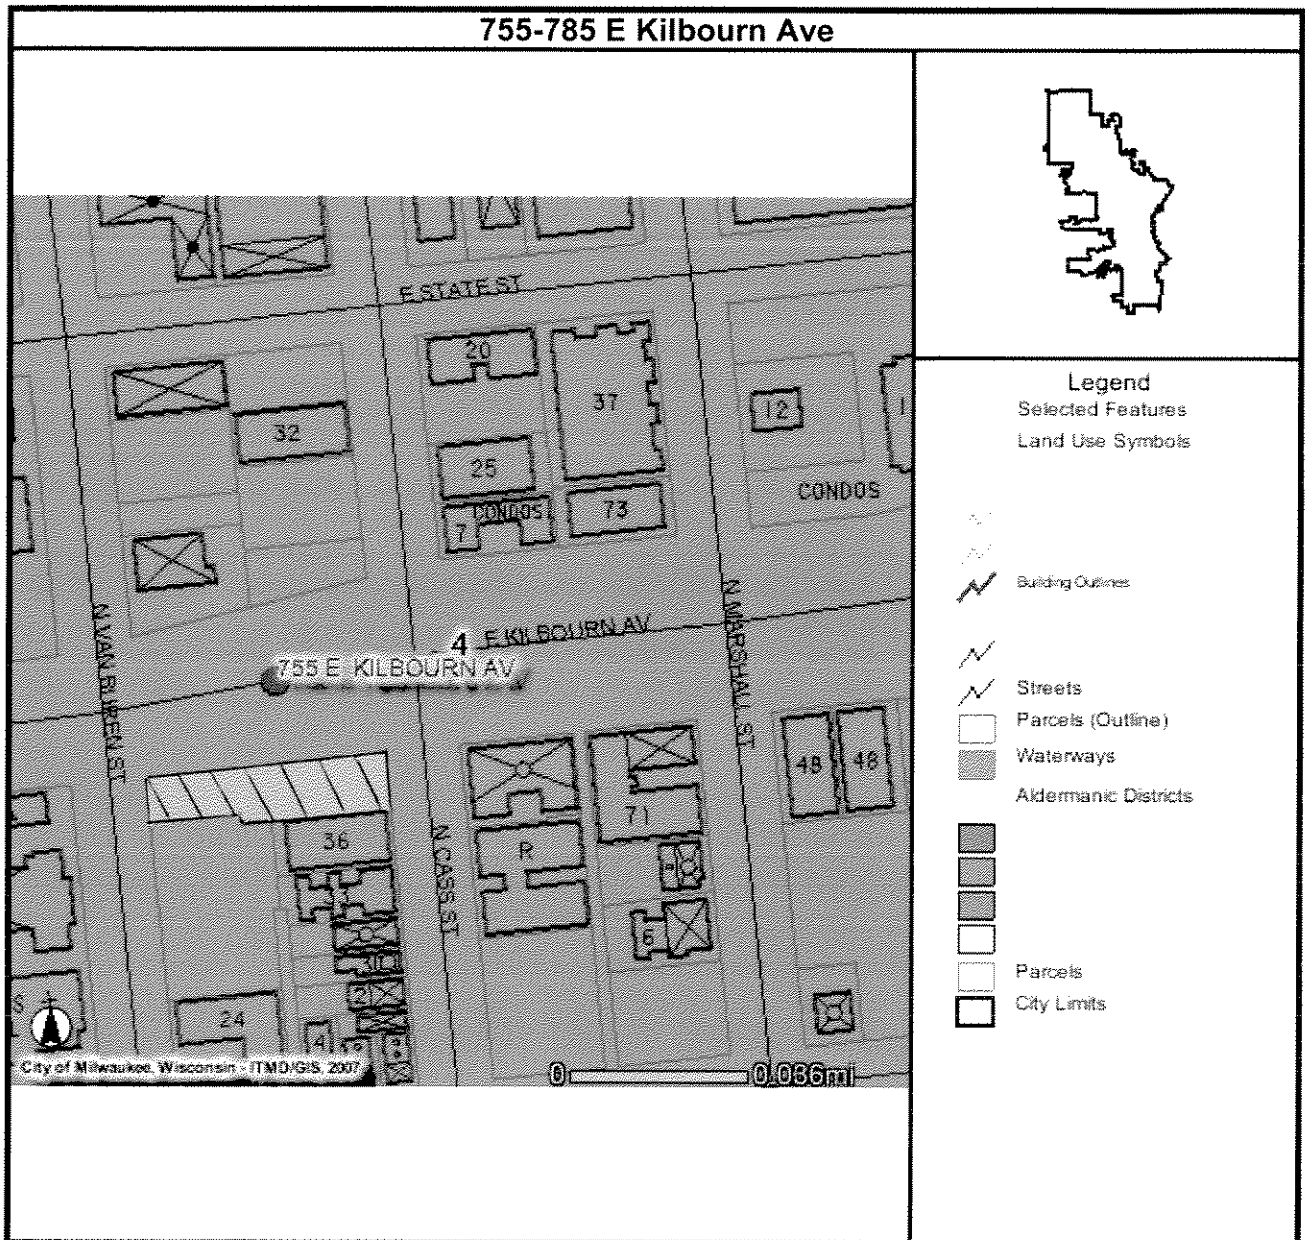 755-785 E Kilbourn Ave
E STATE ST
20
37
32
12
1
25
CONDOS
CONDOS
7
73
N VAN BUREN ST
N MARSHALL ST
4
E KILBOURN AV
755 E KILBOURN AV
48
48
71
36
R
N CASS ST
6
24
4
S
City of Milwaukee, Wisconsin - ITMD/GIS, 2007
0
0.036mi
Legend
Selected Features
Land Use Symbols
Building Outlines
Streets
Parcels (Outline)
Waterways
Aldermanic Districts
Parcels
City Limits